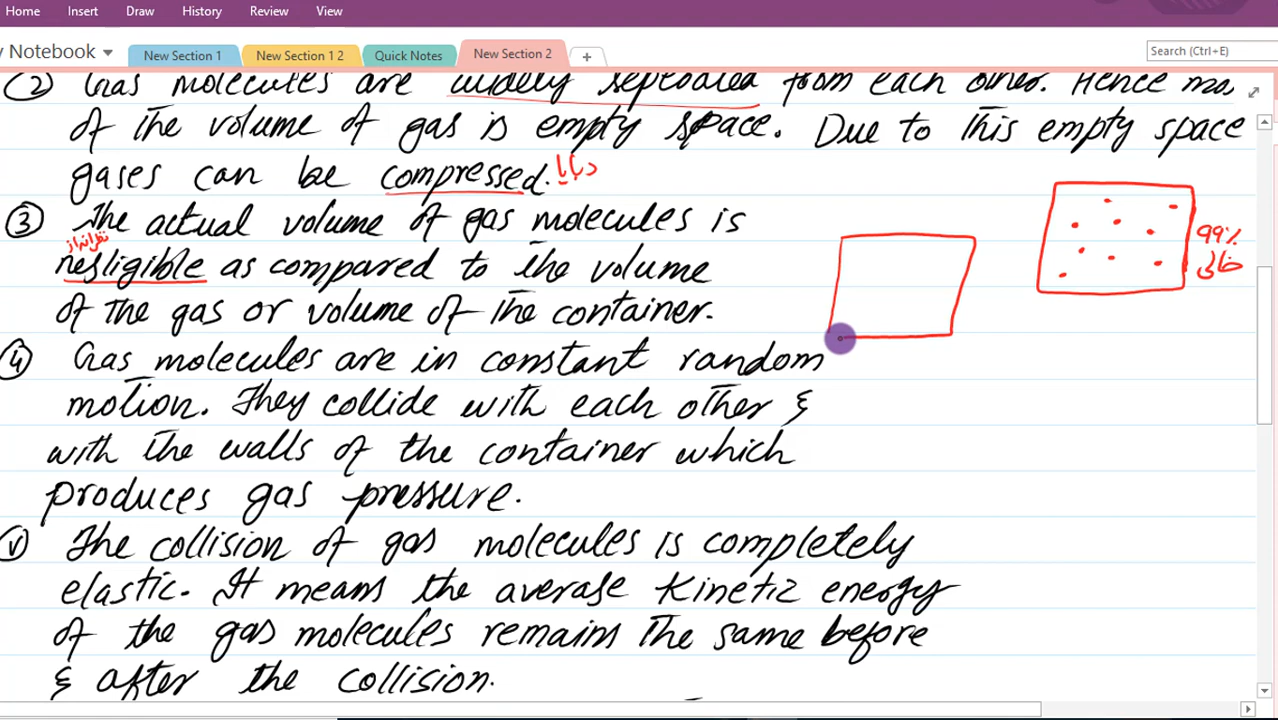 Home Insert Draw History Review View
y Notebook New Section 1 New Section 1 2 Quick Notes New Section 2 + Search (Ctrl+E)
(2) Gas molecules are widely seperated from each other. Hence mo
of the volume of gas is empty space. Due to this empty space
gases can be compressed. دبایا
(3) The actual volume of gas molecules is
نظرانداز
negligible as compared to the volume
99%
خالی
of the gas or volume of the container.
(4) Gas molecules are in constant random
motion. They collide with each other &
with the walls of the container which
produces gas pressure.
(v) The collision of gas molecules is completely
elastic. It means the average kinetic energy
of the gas molecules remains the same before
& after the collision.